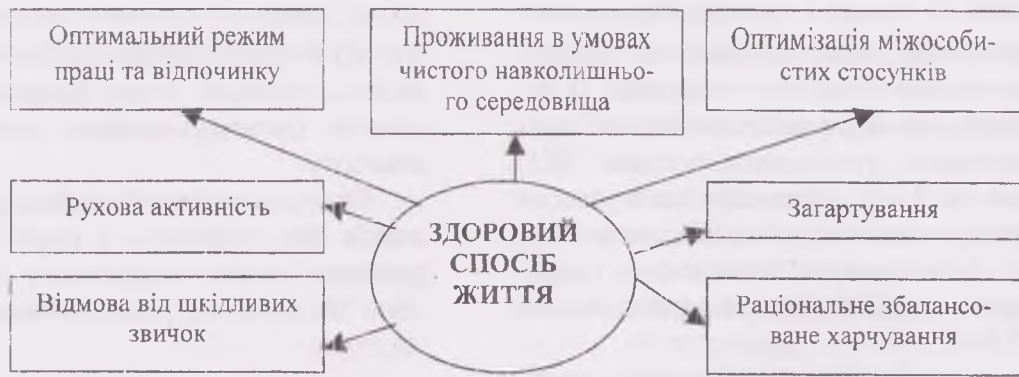 Оптимальний режим
праці та відпочинку
Проживання в умовах
чистого навколишньо-
го середовища
Оптимізація міжособи-
стих стосунків
Рухова активність
ЗДОРОВИЙ
СПОСІБ
ЖИТТЯ
Загартування
Відмова від шкідливих
звичок
Раціональне збалансо-
ване харчування